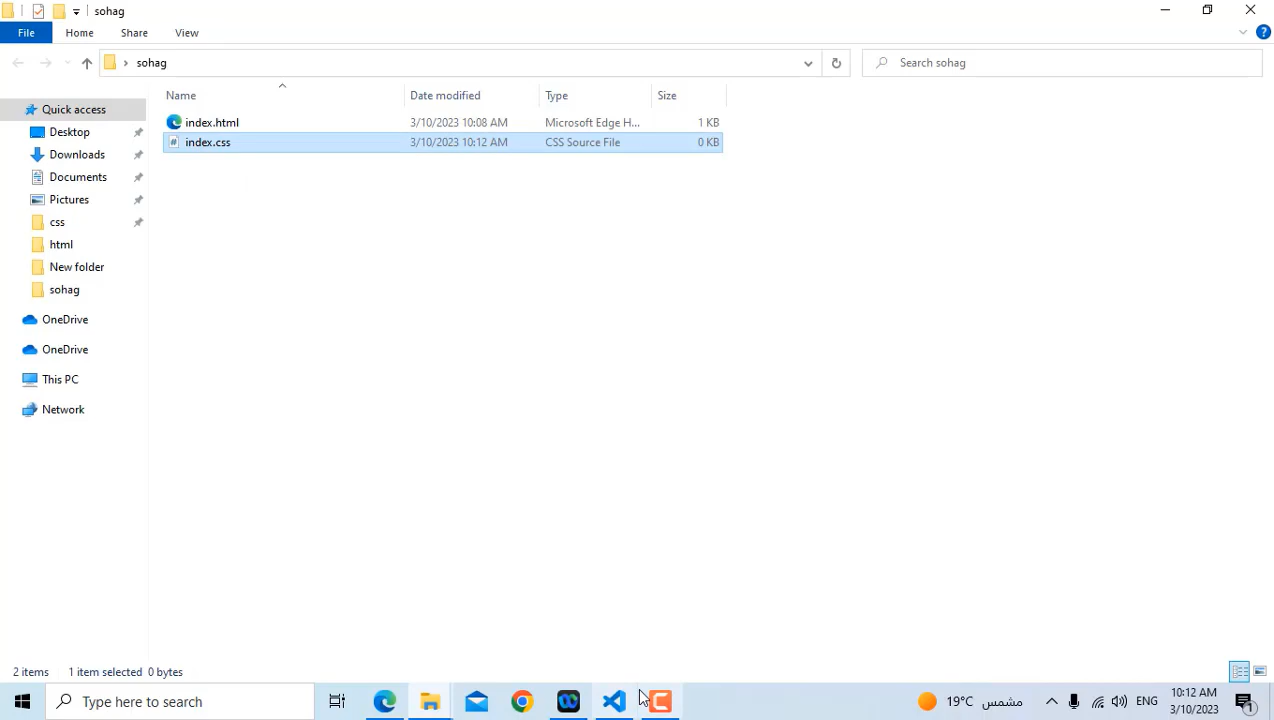 sohag
File Home Share View
sohag
Search sohag
Name Date modified Type Size
index.html 3/10/2023 10:08 AM Microsoft Edge H... 1 KB
index.css 3/10/2023 10:12 AM CSS Source File 0 KB
Quick access
Desktop
Downloads
Documents
Pictures
css
html
New folder
sohag
OneDrive
OneDrive
This PC
Network
2 items 1 item selected 0 bytes
Type here to search
19°C مشمس
ENG
10:12 AM
3/10/2023
1